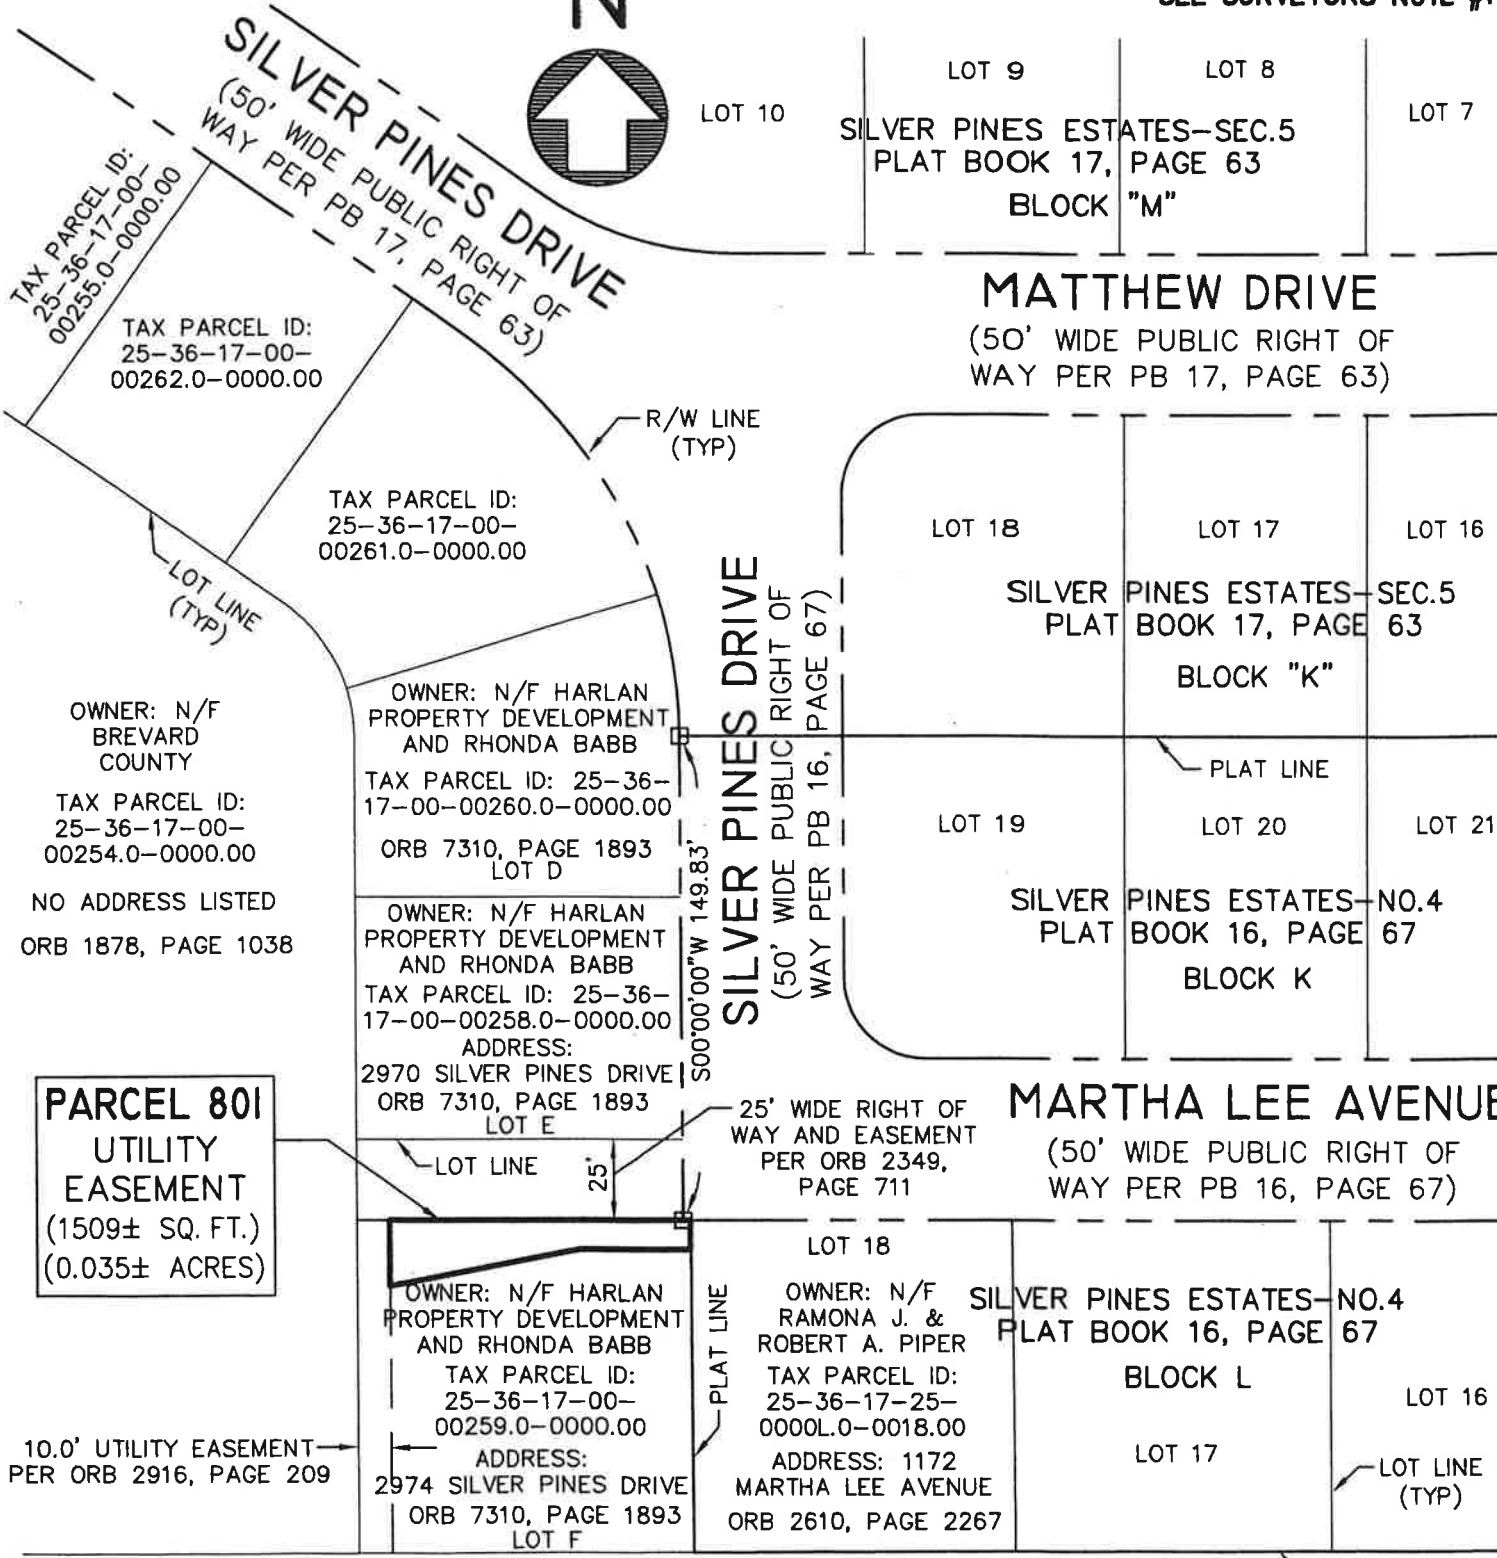 N
SILVER PINES DRIVE
(50' WIDE PUBLIC RIGHT OF
WAY PER PB 17, PAGE 63)
LOT 10
LOT 9
LOT 8
LOT 7
SILVER PINES ESTATES-SEC.5
PLAT BOOK 17, PAGE 63
BLOCK "M"
TAX PARCEL ID:
25-36-17-00-
00255.0-0000.00
TAX PARCEL ID:
25-36-17-00-
00262.0-0000.00
MATTHEW DRIVE
(50' WIDE PUBLIC RIGHT OF
WAY PER PB 17, PAGE 63)
R/W LINE
(TYP)
TAX PARCEL ID:
25-36-17-00-
00261.0-0000.00
LOT LINE
(TYP)
LOT 18
LOT 17
LOT 16
SILVER PINES ESTATES-SEC.5
PLAT BOOK 17, PAGE 63
BLOCK "K"
SILVER PINES DRIVE
(50' WIDE PUBLIC RIGHT OF
WAY PER PB 16, PAGE 67)
S00°00'00"W 149.83'
OWNER: N/F
BREVARD
COUNTY
TAX PARCEL ID:
25-36-17-00-
00254.0-0000.00
NO ADDRESS LISTED
ORB 1878, PAGE 1038
OWNER: N/F HARLAN
PROPERTY DEVELOPMENT
AND RHONDA BABB
TAX PARCEL ID: 25-36-
17-00-00260.0-0000.00
ORB 7310, PAGE 1893
LOT D
PLAT LINE
LOT 19
LOT 20
LOT 21
SILVER PINES ESTATES-NO.4
PLAT BOOK 16, PAGE 67
BLOCK K
OWNER: N/F HARLAN
PROPERTY DEVELOPMENT
AND RHONDA BABB
TAX PARCEL ID: 25-36-
17-00-00258.0-0000.00
ADDRESS:
2970 SILVER PINES DRIVE
ORB 7310, PAGE 1893
LOT E
PARCEL 801
UTILITY
EASEMENT
(1509± SQ. FT.)
(0.035± ACRES)
LOT LINE
25'
25' WIDE RIGHT OF
WAY AND EASEMENT
PER ORB 2349,
PAGE 711
MARTHA LEE AVENUE
(50' WIDE PUBLIC RIGHT OF
WAY PER PB 16, PAGE 67)
OWNER: N/F HARLAN
PROPERTY DEVELOPMENT
AND RHONDA BABB
TAX PARCEL ID:
25-36-17-00-
00259.0-0000.00
ADDRESS:
2974 SILVER PINES DRIVE
ORB 7310, PAGE 1893
LOT F
PLAT LINE
LOT 18
OWNER: N/F
RAMONA J. &
ROBERT A. PIPER
TAX PARCEL ID:
25-36-17-25-
0000L.0-0018.00
ADDRESS: 1172
MARTHA LEE AVENUE
ORB 2610, PAGE 2267
SILVER PINES ESTATES-NO.4
PLAT BOOK 16, PAGE 67
BLOCK L
LOT 17
LOT 16
LOT LINE
(TYP)
10.0' UTILITY EASEMENT
PER ORB 2916, PAGE 209